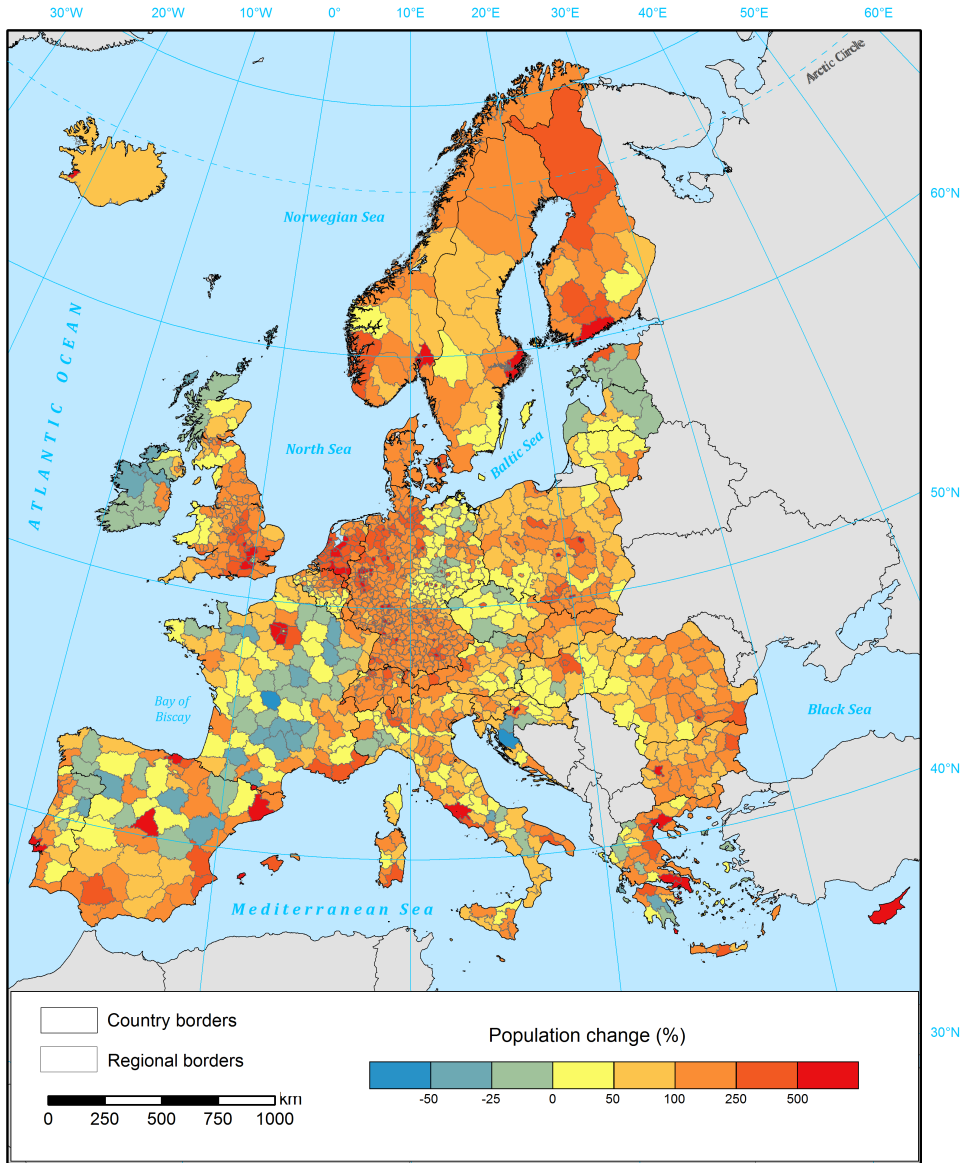 30°W 20°W 10°W 0° 10°E 20°E 30°E 40°E 50°E 60°E
Arctic Circle
60°N
Norwegian Sea
ATLANTIC OCEAN
North Sea
Baltic Sea
50°N
Bay of
Biscay
Black Sea
40°N
Mediterranean Sea
30°N
Country borders
Regional borders
Population change (%)
km
0 250 500 750 1000
-50 -25 0 50 100 250 500